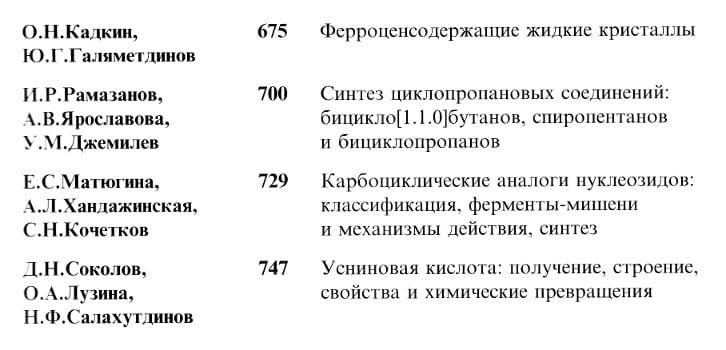 О.Н.Кадкин, 675 Ферроценсодержащие жидкие кристаллы
Ю.Г.Галяметдинов
И.Р.Рамазанов, 700 Синтез циклопропановых соединений:
А.В.Ярославова, бицикло[1.1.0]бутанов, спиропентанов
У.М.Джемилев и бициклопропанов
Е.С.Матюгина, 729 Карбоциклические аналоги нуклеозидов:
А.Л.Хандажинская, классификация, ферменты-мишени
С.Н.Кочетков и механизмы действия, синтез
Д.Н.Соколов, 747 Усниновая кислота: получение, строение,
О.А.Лузина, свойства и химические превращения
Н.Ф.Салахутдинов